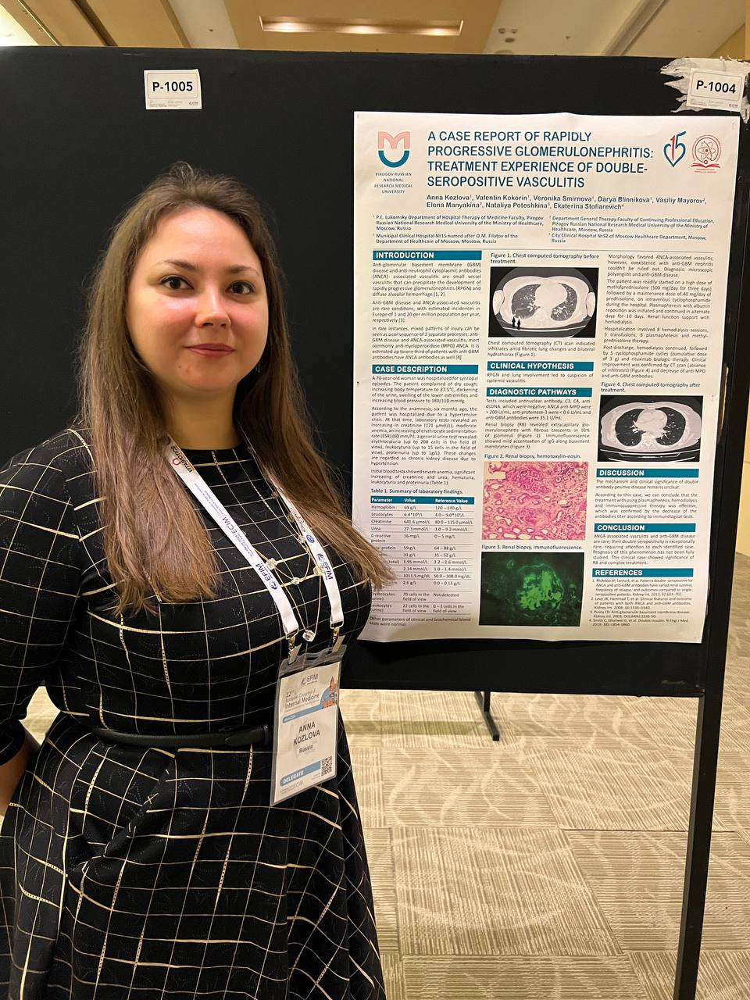 P-1005
P-1004
PIROGOV RUSSIAN
NATIONAL
RESEARCH MEDICAL
UNIVERSITY
A CASE REPORT OF RAPIDLY
PROGRESSIVE GLOMERULONEPHRITIS:
TREATMENT EXPERIENCE OF DOUBLE-
SEROPOSITIVE VASCULITIS
15
Anna Kozlova¹, Valentin Kokorin¹, Veronika Smirnova¹, Darya Blinnikova¹, Vasiliy Mayorov²,
Elena Manyakina², Nataliya Poteshkina³, Ekaterina Stoliarevich⁴
¹ P.E. Lukomsky Department of Hospital Therapy of Medicine Faculty, Pirogov
Russian National Research Medical University of the Ministry of Healthcare,
Moscow, Russia
² Municipal Clinical Hospital №15 named after O.M. Filatov of the
Department of Healthcare of Moscow, Moscow, Russia
³ Department General Therapy Faculty of Continuing Professional Education,
Pirogov Russian National Research Medical University of the Ministry of
Healthcare, Moscow, Russia
⁴ City Clinical Hospital №52 of Moscow Healthcare Department, Moscow,
Russia
INTRODUCTION
Anti-glomerular basement membrane (GBM)
disease and anti-neutrophil cytoplasmic antibodies
(ANCA)- associated vasculitis are small vessel
vasculitis that can precipitate the development of
rapidly progressive glomerulonephritis (RPGN) and
diffuse alveolar hemorrhage [1, 2].
Anti-GBM disease and ANCA-associated vasculitis
are rare conditions, with estimated incidences in
Europe of 1 and 20 per million population per year,
respectively [3].
In rare instances, mixed patterns of injury can be
seen as a consequence of 2 separate processes: anti-
GBM disease and ANCA-associated vasculitis, most
commonly anti-myeloperoxidase (MPO) ANCA. It is
estimated up to one third of patients with anti-GBM
antibodies have ANCA antibodies as well [4].
CASE DESCRIPTION
A 70-year-old woman was hospitalized for syncopal
episodes. The patient complained of dry cough,
increasing body temperature to 37.5°C, darkening
of the urine, swelling of the lower extremities and
increasing blood pressure to 180/110 mmHg.
According to the anamnesis, six months ago, the
patient was hospitalized due to a hypertensive
crisis. At that time, laboratory tests revealed an
increasing in creatinine (171 μmol/L), moderate
anemia, an increasing of erythrocyte sedimentation
rate (ESR) (60 mm/h); a general urine test revealed
erythrocyturia (up to 200 cells in the field of
view), leukocyturia (up to 15 cells in the field of
view), proteinuria (up to 1g/L). These changes
are regarded as chronic kidney disease due to
hypertension.
Initial blood tests showed severe anemia, significant
increasing of creatinine and urea, hematuria,
leukocyturia and proteinuria (Table 1).
Table 1. Summary of laboratory findings.
Parameter Value Reference Value
Hemoglobin 69 g/L 120 – 140 g/L
Leucocytes 6.4*10⁹/L 4.0 – 9.0*10⁹/L
Creatinine 641.6 μmol/L 80.0 – 115.0 μmol/L
Urea 27.3 mmol/L 3.0 – 9.2 mmol/L
C-reactive
protein 16 mg/L 0 – 5 mg/L
protein 59 g/L 64 – 88 g/L
31 g/L 35 – 52 g/L
(total) 1.95 mmol/L 2.2 – 2.6 mmol/L
2.14 mmol/L 1.0 – 1.4 mmol/L
1011.5 mg/dL 50.0 – 300.0 mg/dL
2.6 g/L 0.0 – 0.15 g/L
70 cells in the
field of view Not detected
22 cells in the
field of view 0 – 3 cells in the
field of view
Other parameters of clinical and biochemical blood
tests were normal.
Figure 1. Chest computed tomography before
treatment.
Chest computed tomography (CT) scan indicated
infiltrates amid fibrotic lung changes and bilateral
hydrothorax (Figure 1).
CLINICAL HYPOTHESIS
RPGN and lung involvement led to suspicion of
systemic vasculitis.
DIAGNOSTIC PATHWAYS
Tests included antinuclear antibody, C3, C4, anti-
dsDNA, which were negative; ANCA anti-MPO were
> 200 U/mL, anti-proteinase-3 were < 0.6 U/mL and
anti-GBM antibodies were 35.1 U/mL.
Renal biopsy (RB) revealed extracapillary glo-
merulonephritis with fibrous crescents in 93%
of glomeruli (Figure 2). Immunofluorescence
showed mild accentuation of IgG along basement
membranes (Figure 3).
Figure 2. Renal biopsy, hemotoxylin-eosin.
Figure 3. Renal biopsy, immunofluorescence.
Morphology favored ANCA-associated vasculitis;
however, coexistence with anti-GBM nephritis
couldn't be ruled out. Diagnosis: microscopic
polyangiitis and anti-GBM disease.
The patient was readily started on a high dose of
methylprednisolone (500 mg/day for three days)
followed by a maintenance dose of 40 mg/day of
prednisolone, on intravenous cyclophosphamide
during the hospital. Plasmapheresis with albumin
reposition was initiated and continued in alternate
days for 10 days. Renal function support with
hemodialysis.
Hospitalization involved 8 hemodialysis sessions,
5 transfusions, 5 plasmapheresis and methyl-
prednisolone therapy.
Post-discharge, hemodialysis continued, followed
by 5 cyclophosphamide cycles (cumulative dose
of 3 g) and rituximab biologic therapy. Clinical
improvement was confirmed by CT scan (absence
of infiltrates) (Figure 4) and decrease of anti-MPO
and anti-GBM antibodies.
Figure 4. Chest computed tomography after
treatment.
DISCUSSION
The mechanism and clinical significance of double
antibody-positive disease remains unclear.
According to this case, we can conclude that the
treatment with using plasmapheresis, hemodialysis
and immunosuppressive therapy was effective,
which was confirmed by the decrease of the
antibodies titer according to immunological tests.
CONCLUSION
ANCA-associated vasculitis and anti-GBM disease
are rare; their double seropositivity is exceptionally
rare, requiring attention to each identified case.
Prognosis of this phenomenon has not been fully
studied. This clinical case showed significance of
RB and complex treatment.
REFERENCES
1. McAdoo SP, Tanna A, et al. Patients double-seropositive for
ANCA and anti-GBM antibodies have varied renal survival,
frequency of relapse, and outcomes compared to single-
seropositive patients. Kidney Int. 2017; 92:693–702.
2. Levy JB, Hammad T, et al. Clinical features and outcome
of patients with both ANCA and anti-GBM antibodies.
Kidney Int. 2004; 66:1535–1540.
3. Pusey CD. Anti-glomerular basement membrane disease.
Kidney Int. 2003; Oct;64(4):1535-50.
4. Smith C, Dhaliwal G, et al. Double trouble. N Engl J Med.
2019; 381:1854-1860.
ECIM
EFIM
EFIM
EFIM
22nd
European Congress of
Internal Medicine
ANNA
KOZLOVA
Russia
DELEGATE